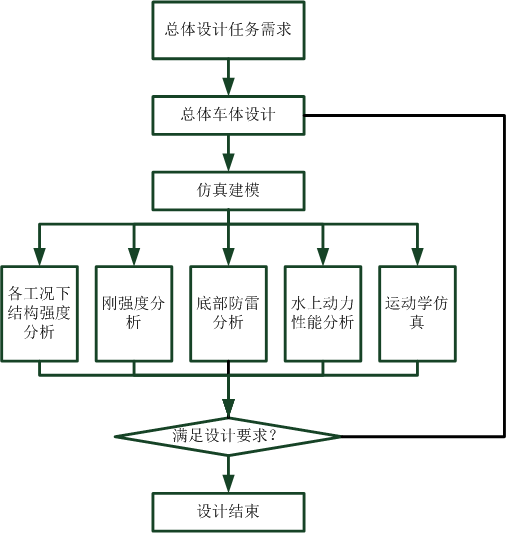 总体设计任务需求
总体车体设计
仿真建模
各工况下
结构强度
分析
刚强度分
析
底部防雷
分析
水上动力
性能分析
运动学仿
真
满足设计要求?
设计结束